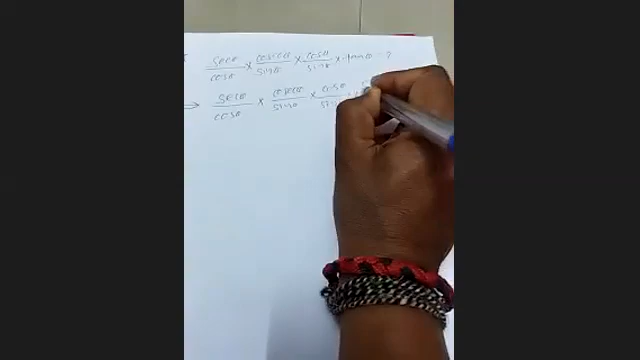 secθ/cosθ × cosecθ/sinθ × cosθ/sinθ × tanθ = ?
⟹ secθ/cosθ × cosecθ/sinθ × cosθ/sinθ ×